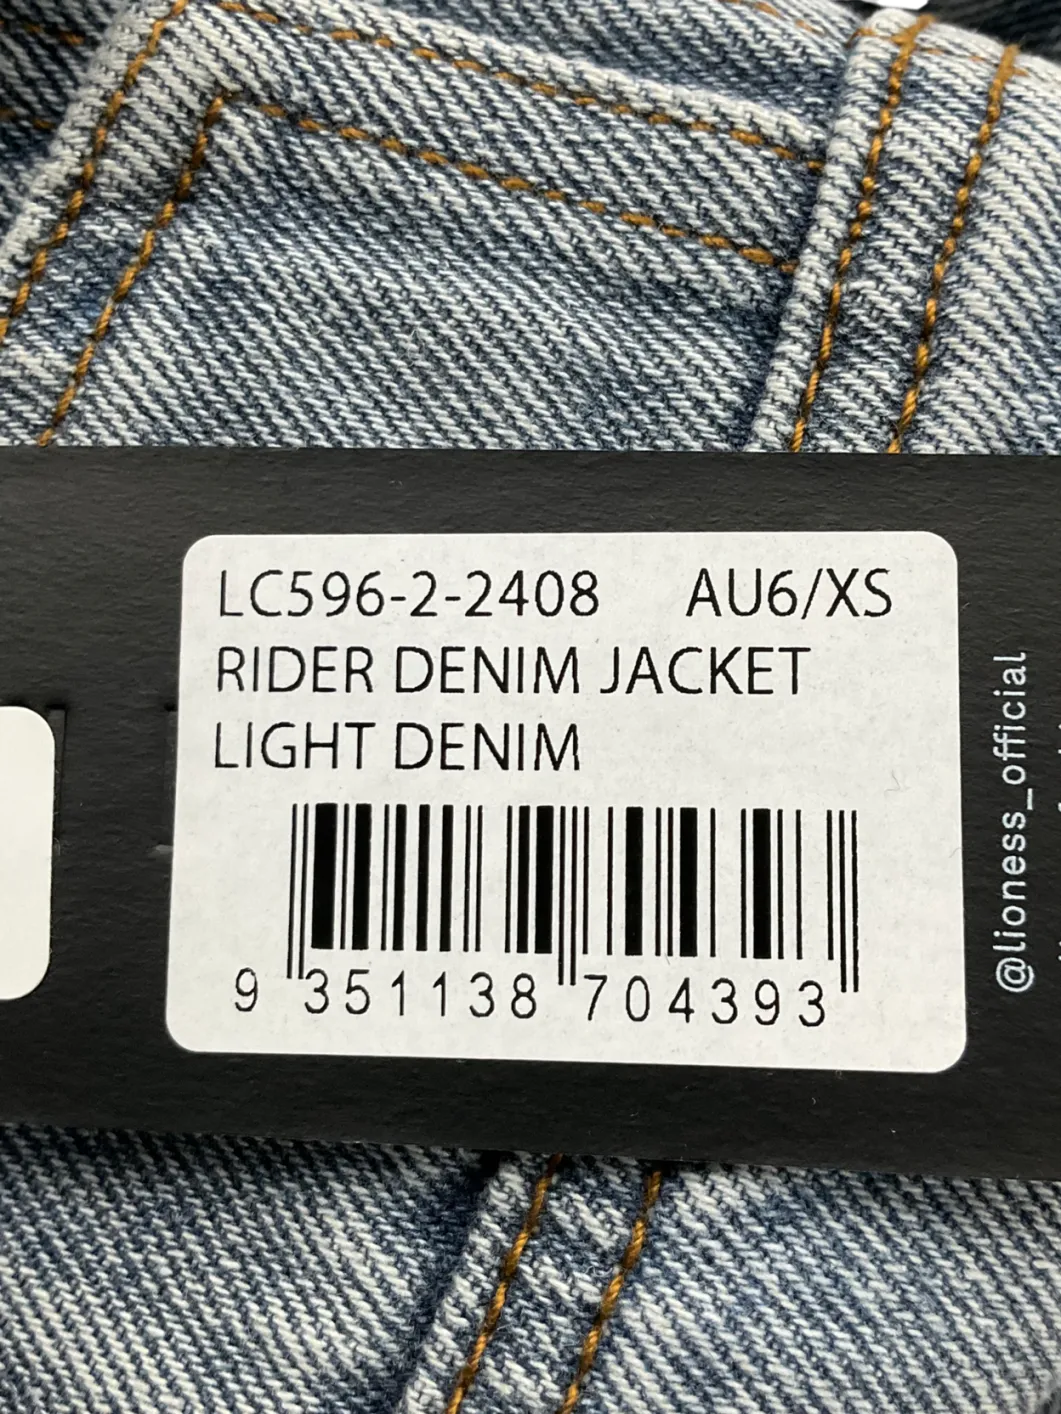 LC596-2-2408 AU6/XS
RIDER DENIM JACKET
LIGHT DENIM
9 351138 704393
@lioness_official